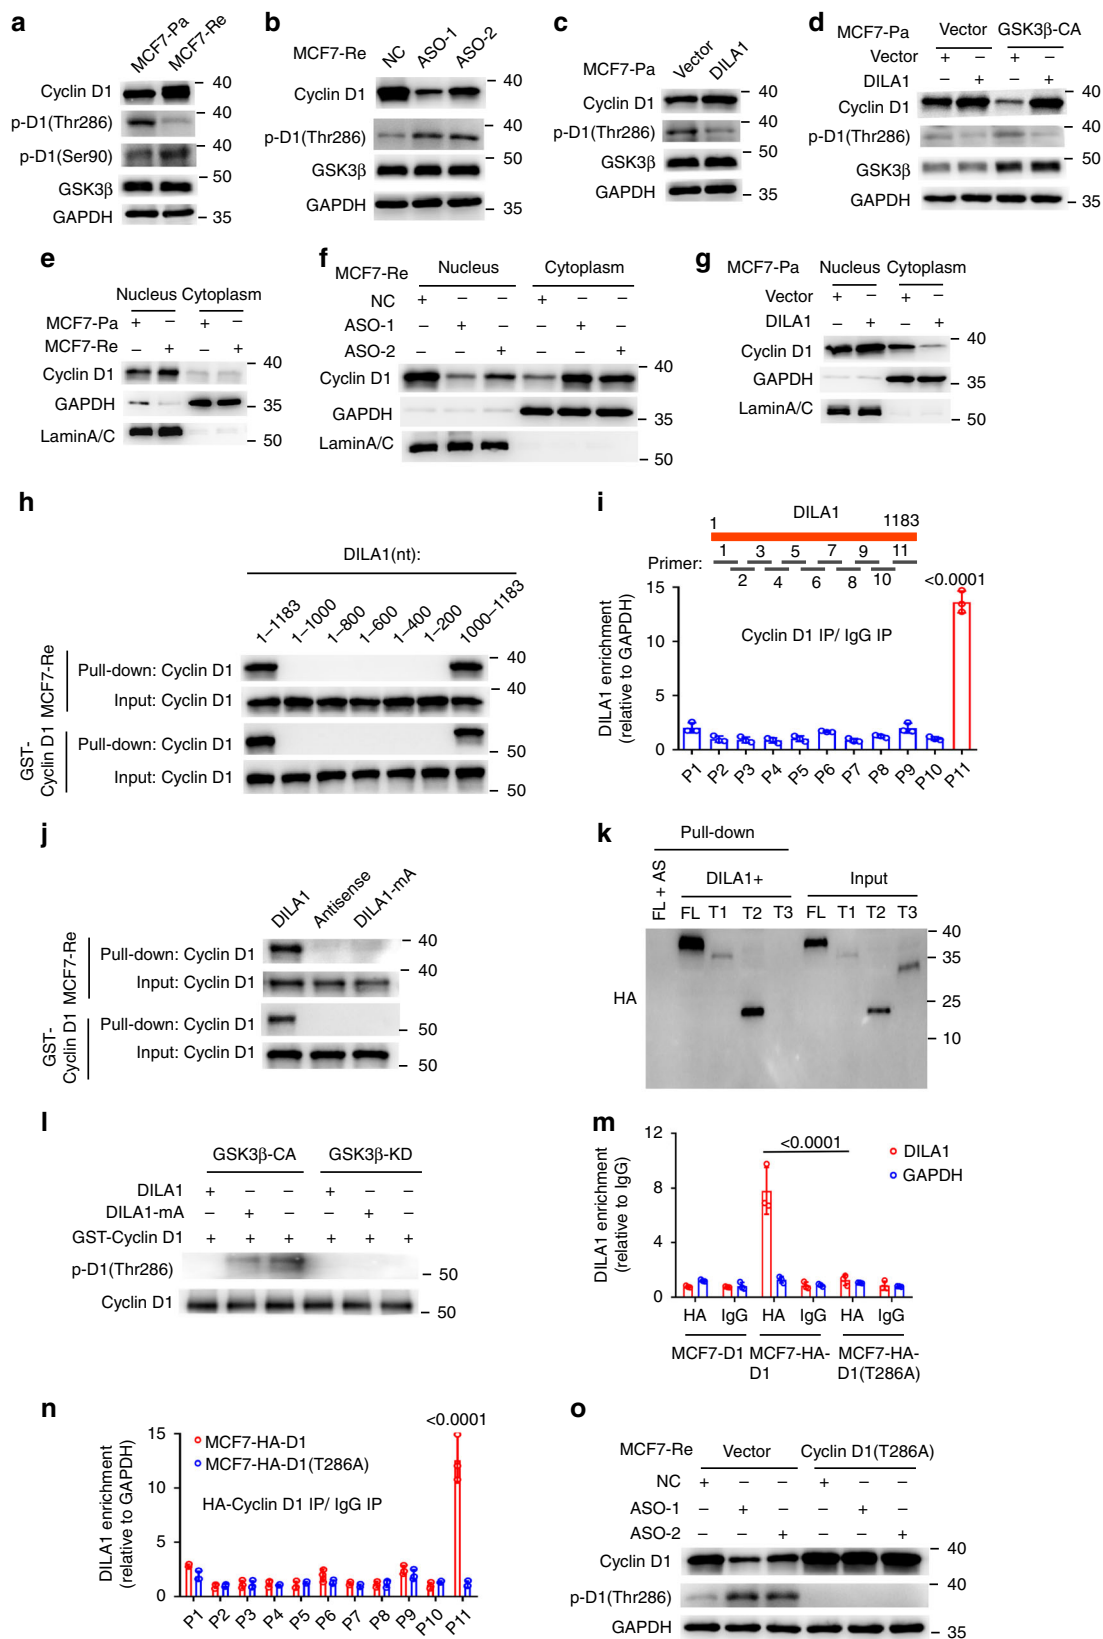 a
MCF7-Pa
MCF7-Re
Cyclin D1
40
p-D1(Thr286)
40
p-D1(Ser90)
40
GSK3β
50
GAPDH
35
b
MCF7-Re
NC
ASO-1
ASO-2
Cyclin D1
40
p-D1(Thr286)
40
GSK3β
50
GAPDH
35
c
MCF7-Pa
Vector
DILA1
Cyclin D1
40
p-D1(Thr286)
40
GSK3β
50
GAPDH
35
d
MCF7-Pa
Vector
GSK3β-CA
Vector + – + –
DILA1 – + – +
Cyclin D1
40
p-D1(Thr286)
40
GSK3β
50
GAPDH
35
e
Nucleus Cytoplasm
MCF7-Pa + – + –
MCF7-Re – + – +
Cyclin D1
40
GAPDH
35
LaminA/C
50
f
MCF7-Re
Nucleus
Cytoplasm
NC + – – + – –
ASO-1 – + – – + –
ASO-2 – – + – – +
Cyclin D1
40
GAPDH
35
LaminA/C
50
g
MCF7-Pa
Nucleus Cytoplasm
Vector + – + –
DILA1 – + – +
Cyclin D1
40
GAPDH
35
LaminA/C
50
h
DILA1(nt):
1–1183
1–1000
1–800
1–600
1–400
1–200
1000–1183
MCF7-Re
Pull-down: Cyclin D1
40
Input: Cyclin D1
40
GST-
Cyclin D1
Pull-down: Cyclin D1
50
Input: Cyclin D1
50
i
1 DILA1 1183
Primer:
1 3 5 7 9 11
2 4 6 8 10
<0.0001
Cyclin D1 IP/ IgG IP
DILA1 enrichment
(relative to GAPDH)
15
10
5
0
P1 P2 P3 P4 P5 P6 P7 P8 P9 P10 P11
j
DILA1
Antisense
DILA1-mA
MCF7-Re
Pull-down: Cyclin D1
40
Input: Cyclin D1
40
GST-
Cyclin D1
Pull-down: Cyclin D1
50
Input: Cyclin D1
50
k
Pull-down
FL + AS
DILA1+
Input
FL T1 T2 T3 FL T1 T2 T3
HA
40
35
25
10
l
GSK3β-CA
GSK3β-KD
DILA1 + – – + – –
DILA1-mA – + – – + –
GST-Cyclin D1 + + + + + +
p-D1(Thr286)
50
Cyclin D1
50
m
<0.0001
DILA1
GAPDH
DILA1 enrichment
(relative to IgG)
12
8
4
0
HA IgG HA IgG HA IgG
MCF7-D1
MCF7-HA-
D1
MCF7-HA-
D1(T286A)
n
<0.0001
MCF7-HA-D1
MCF7-HA-D1(T286A)
HA-Cyclin D1 IP/ IgG IP
DILA1 enrichment
(relative to GAPDH)
15
10
5
0
P1 P2 P3 P4 P5 P6 P7 P8 P9 P10 P11
o
MCF7-Re
Vector
Cyclin D1(T286A)
NC + – – + – –
ASO-1 – + – – + –
ASO-2 – – + – – +
Cyclin D1
40
p-D1(Thr286)
40
GAPDH
35